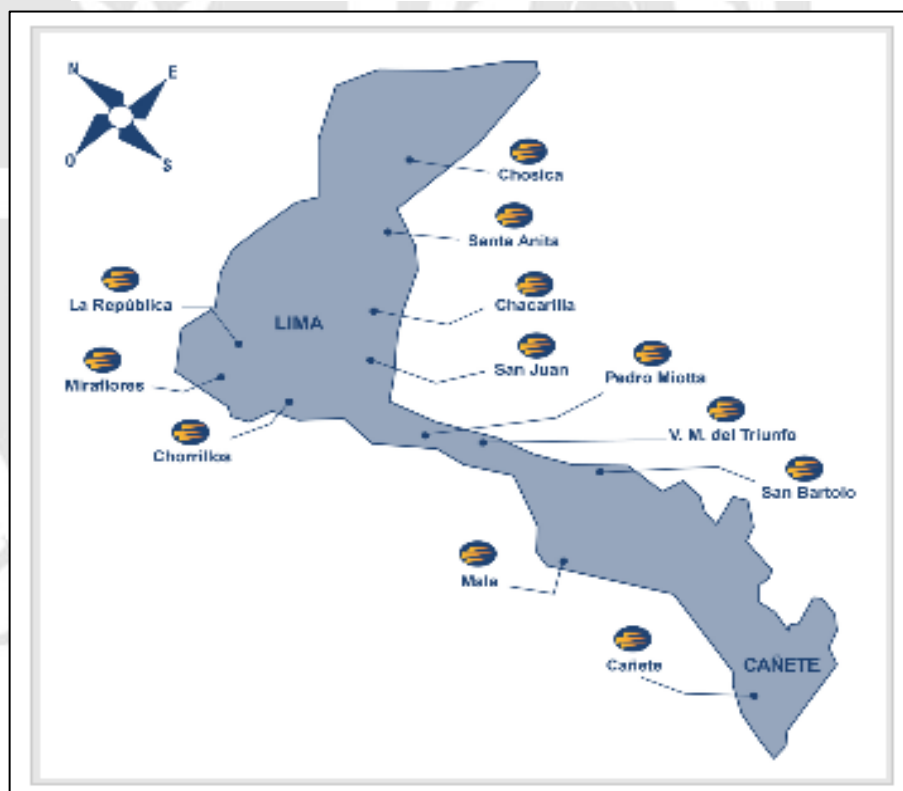 N
E
O
S
Chosica
Santa Anita
La República
Chacarilla
LIMA
San Juan
Pedro Miotta
Miraflores
V. M. del Triunfo
Chorrillos
San Bartolo
Mala
Cañete
CAÑETE